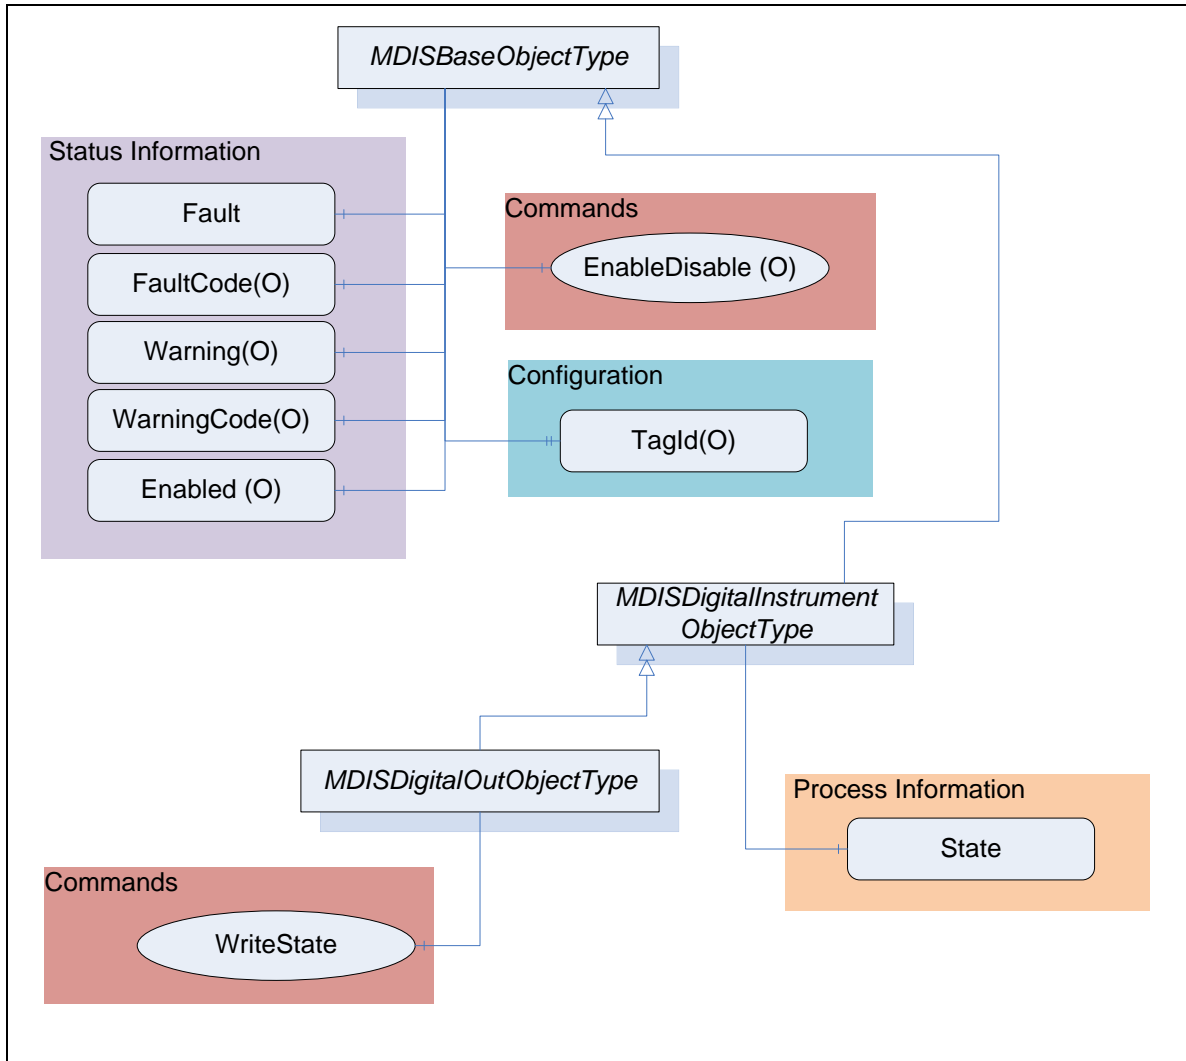 MDISBaseObjectType
Status Information
Fault
FaultCode(O)
Warning(O)
WarningCode(O)
Enabled (O)
Commands
EnableDisable (O)
Configuration
TagId(O)
MDISDigitalInstrument
ObjectType
MDISDigitalOutObjectType
Process Information
State
Commands
WriteState